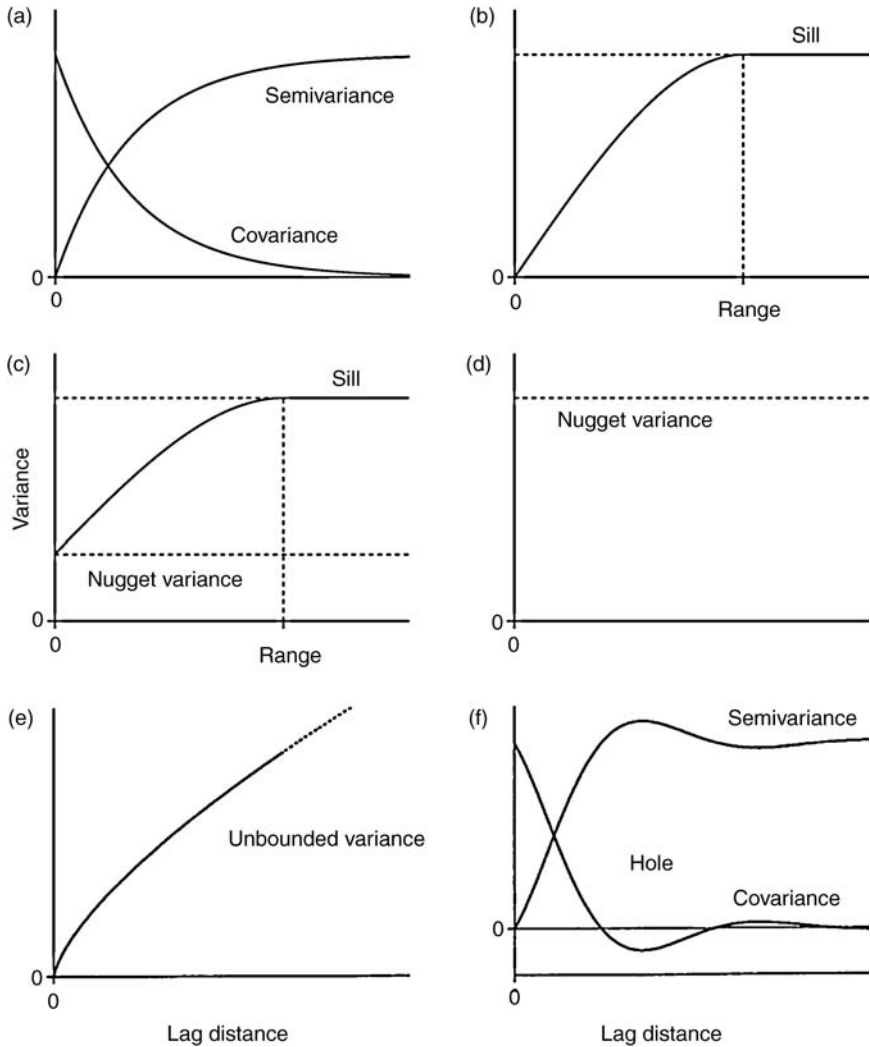 (a)
Semivariance
Covariance
0
0
(b)
Sill
0
0
Range
(c)
Sill
Variance
Nugget variance
0
0
Range
(d)
Nugget variance
0
0
(e)
Unbounded variance
0
0
Lag distance
(f)
Semivariance
Hole
Covariance
0
0
Lag distance